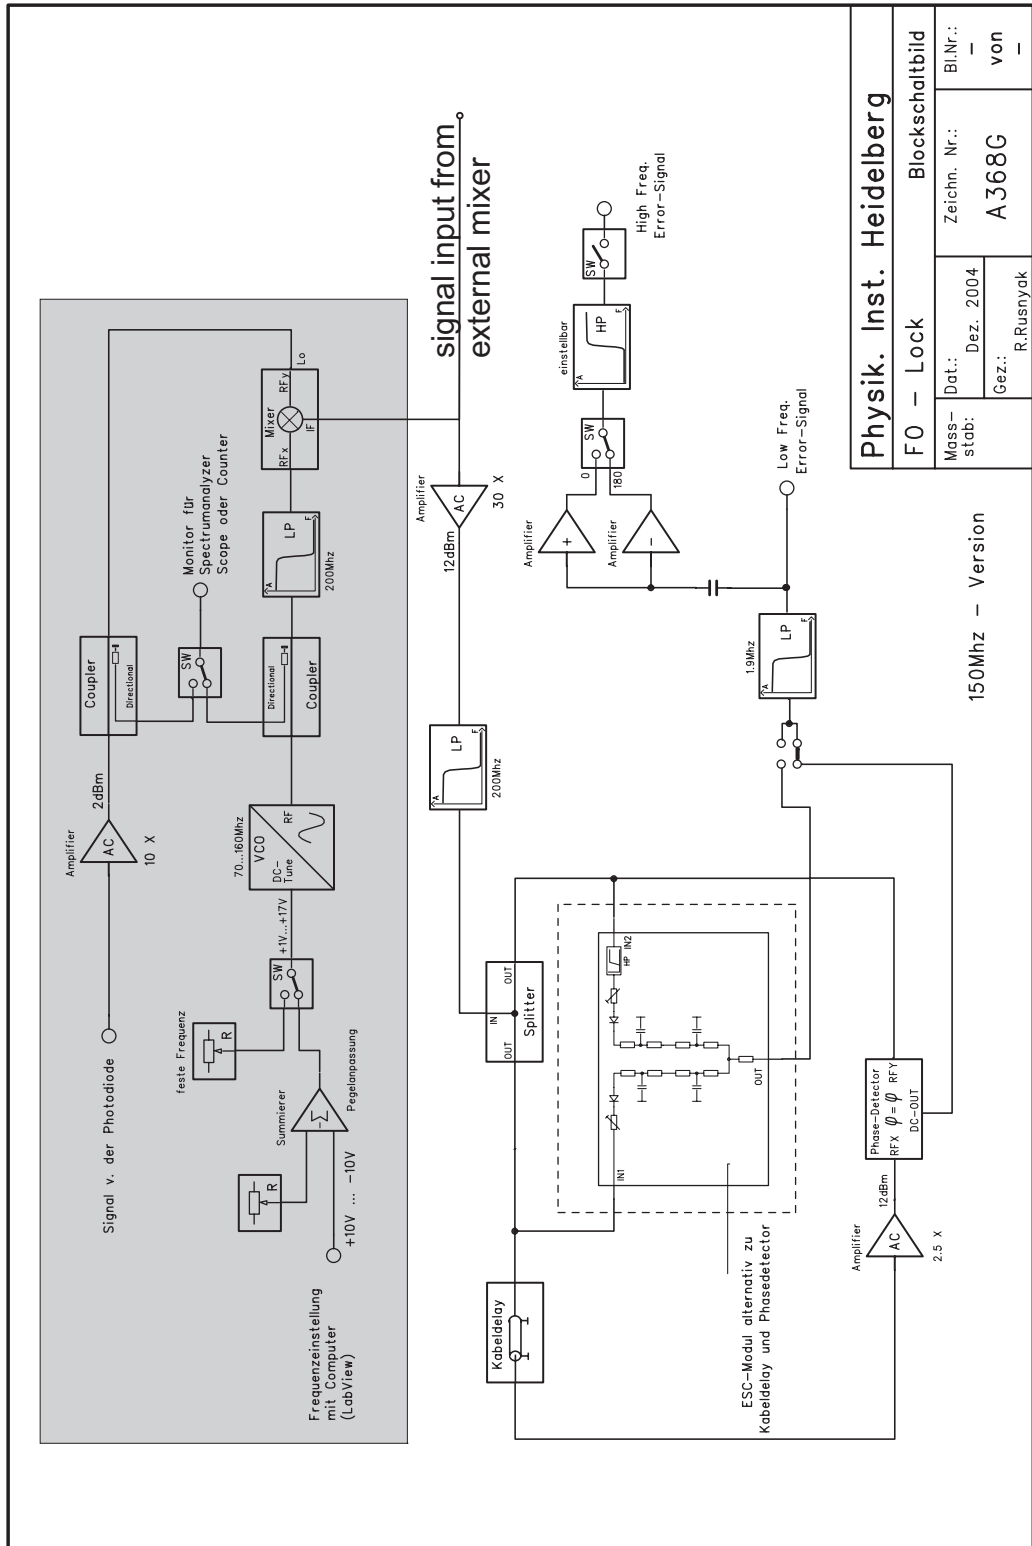 Signal v. der Photodiode
Amplifier
AC
10 X
2dBm
Coupler
Directional
SW
Monitor für
Spectrumanalyzer
Scope oder Counter
feste Frequenz
R
R
Summierer
-Σ
Pegelanpassung
+10V ... -10V
Frequenzeinstellung
mit Computer
(LabView)
SW
+1V...+17V
70...160Mhz
VCO
DC-
Tune
RF
Directional
Coupler
A
LP
F
200Mhz
Mixer
RFx
RFy
IF
Lo
signal input from
external mixer
Amplifier
AC
30 X
12dBm
A
LP
F
200Mhz
IN
OUT
OUT
Splitter
Kabeldelay
IN1
HP
IN2
OUT
ESC-Modul alternativ zu
Kabeldelay und Phasedetector
Amplifier
AC
2.5 X
12dBm
Phase-Detector
RFX φ=φ RFY
DC-OUT
1.9Mhz
A
LP
F
Low Freq.
Error-Signal
Amplifier
+
Amplifier
-
0
180
SW
einstellbar
A
HP
F
SW
High Freq.
Error-Signal
150Mhz - Version
Physik. Inst. Heidelberg
FO - Lock Blockschaltbild
Mass-
stab:
Dat.:
Dez. 2004
Gez.:
R.Rusnyak
Zeichn. Nr.:
A368G
Bl.Nr.:
-
von
-